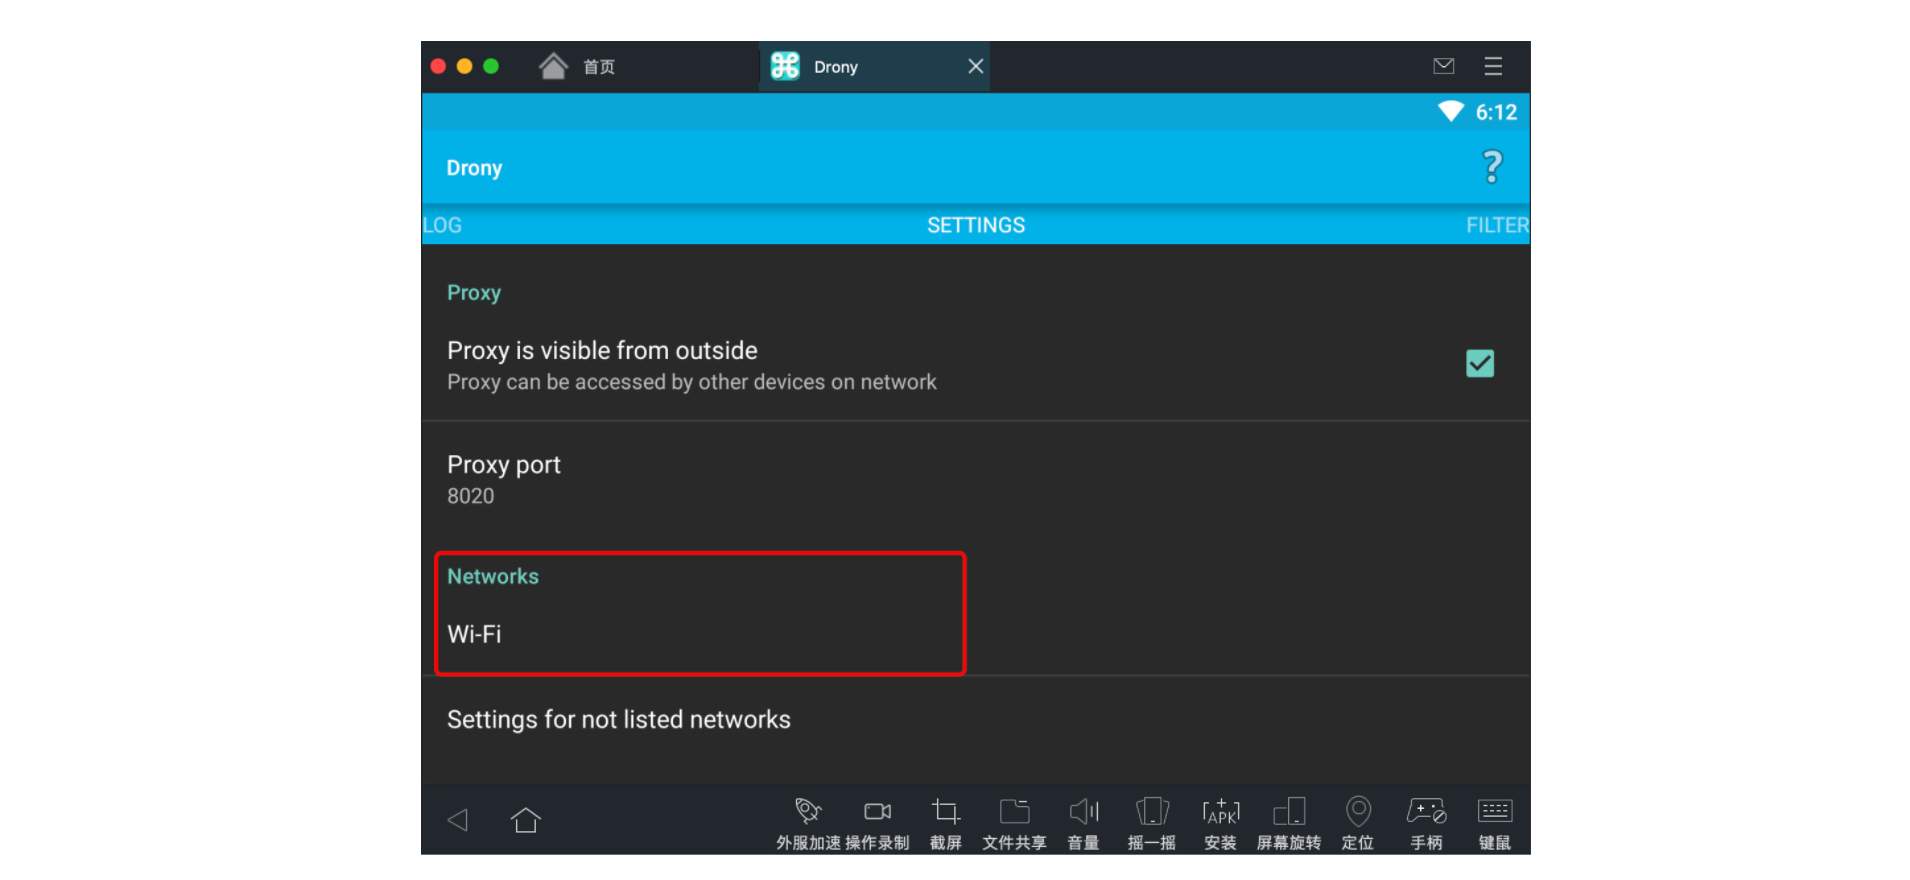 首页
Drony
6:12
Drony
?
LOG SETTINGS FILTER
Proxy
Proxy is visible from outside
Proxy can be accessed by other devices on network
Proxy port
8020
Networks
Wi-Fi
Settings for not listed networks
APK
外服加速 操作录制 截屏 文件共享 音量 摇一摇 安装 屏幕旋转 定位 手柄 键鼠